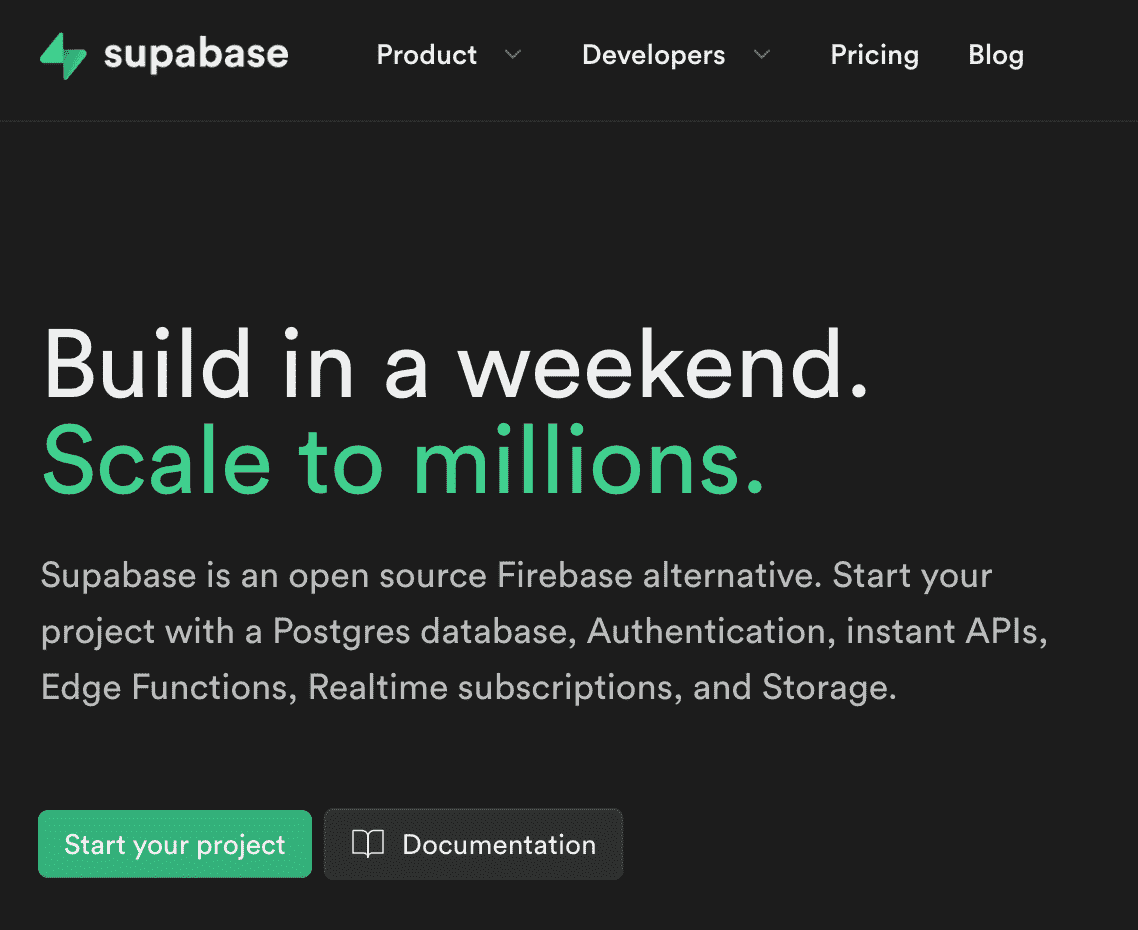 supabase Product Developers Pricing Blog
Build in a weekend.
Scale to millions.
Supabase is an open source Firebase alternative. Start your
project with a Postgres database, Authentication, instant APIs,
Edge Functions, Realtime subscriptions, and Storage.
Start your project Documentation